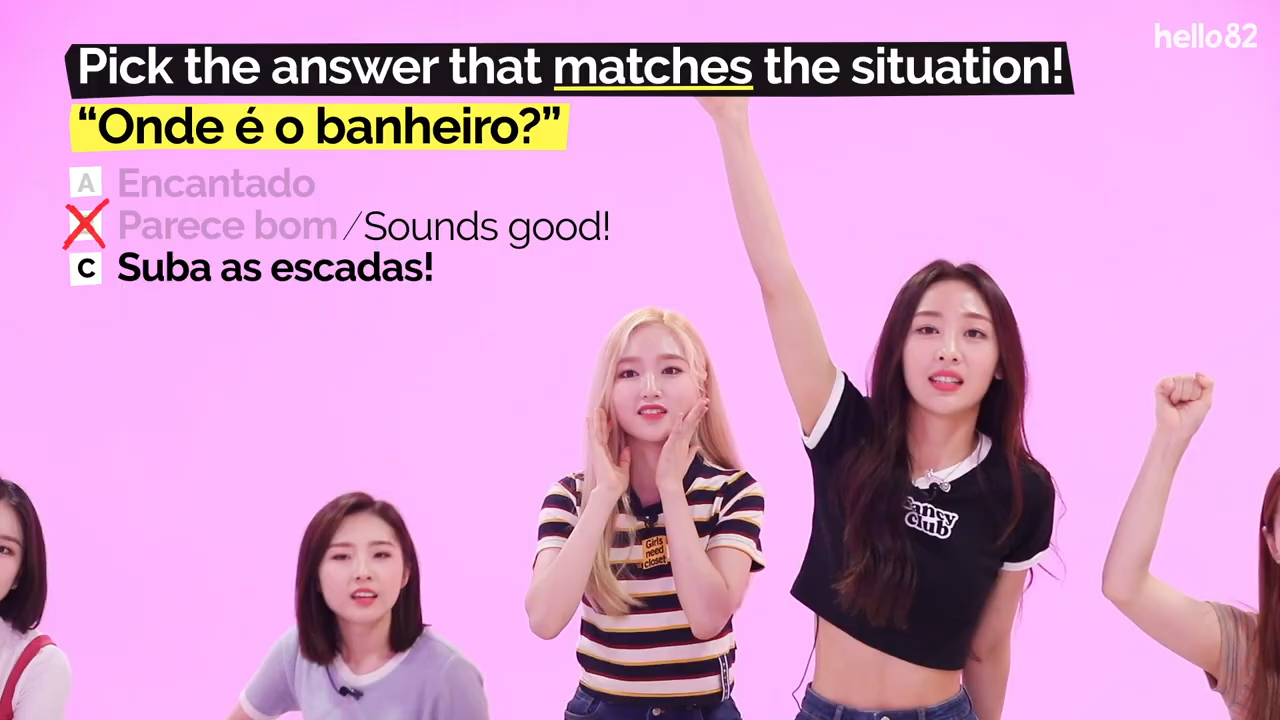 hello82
Pick the answer that matches the situation!
“Onde é o banheiro?”
A Encantado
Parece bom / Sounds good!
C Suba as escadas!
Fancy
club
Girls
need
closet